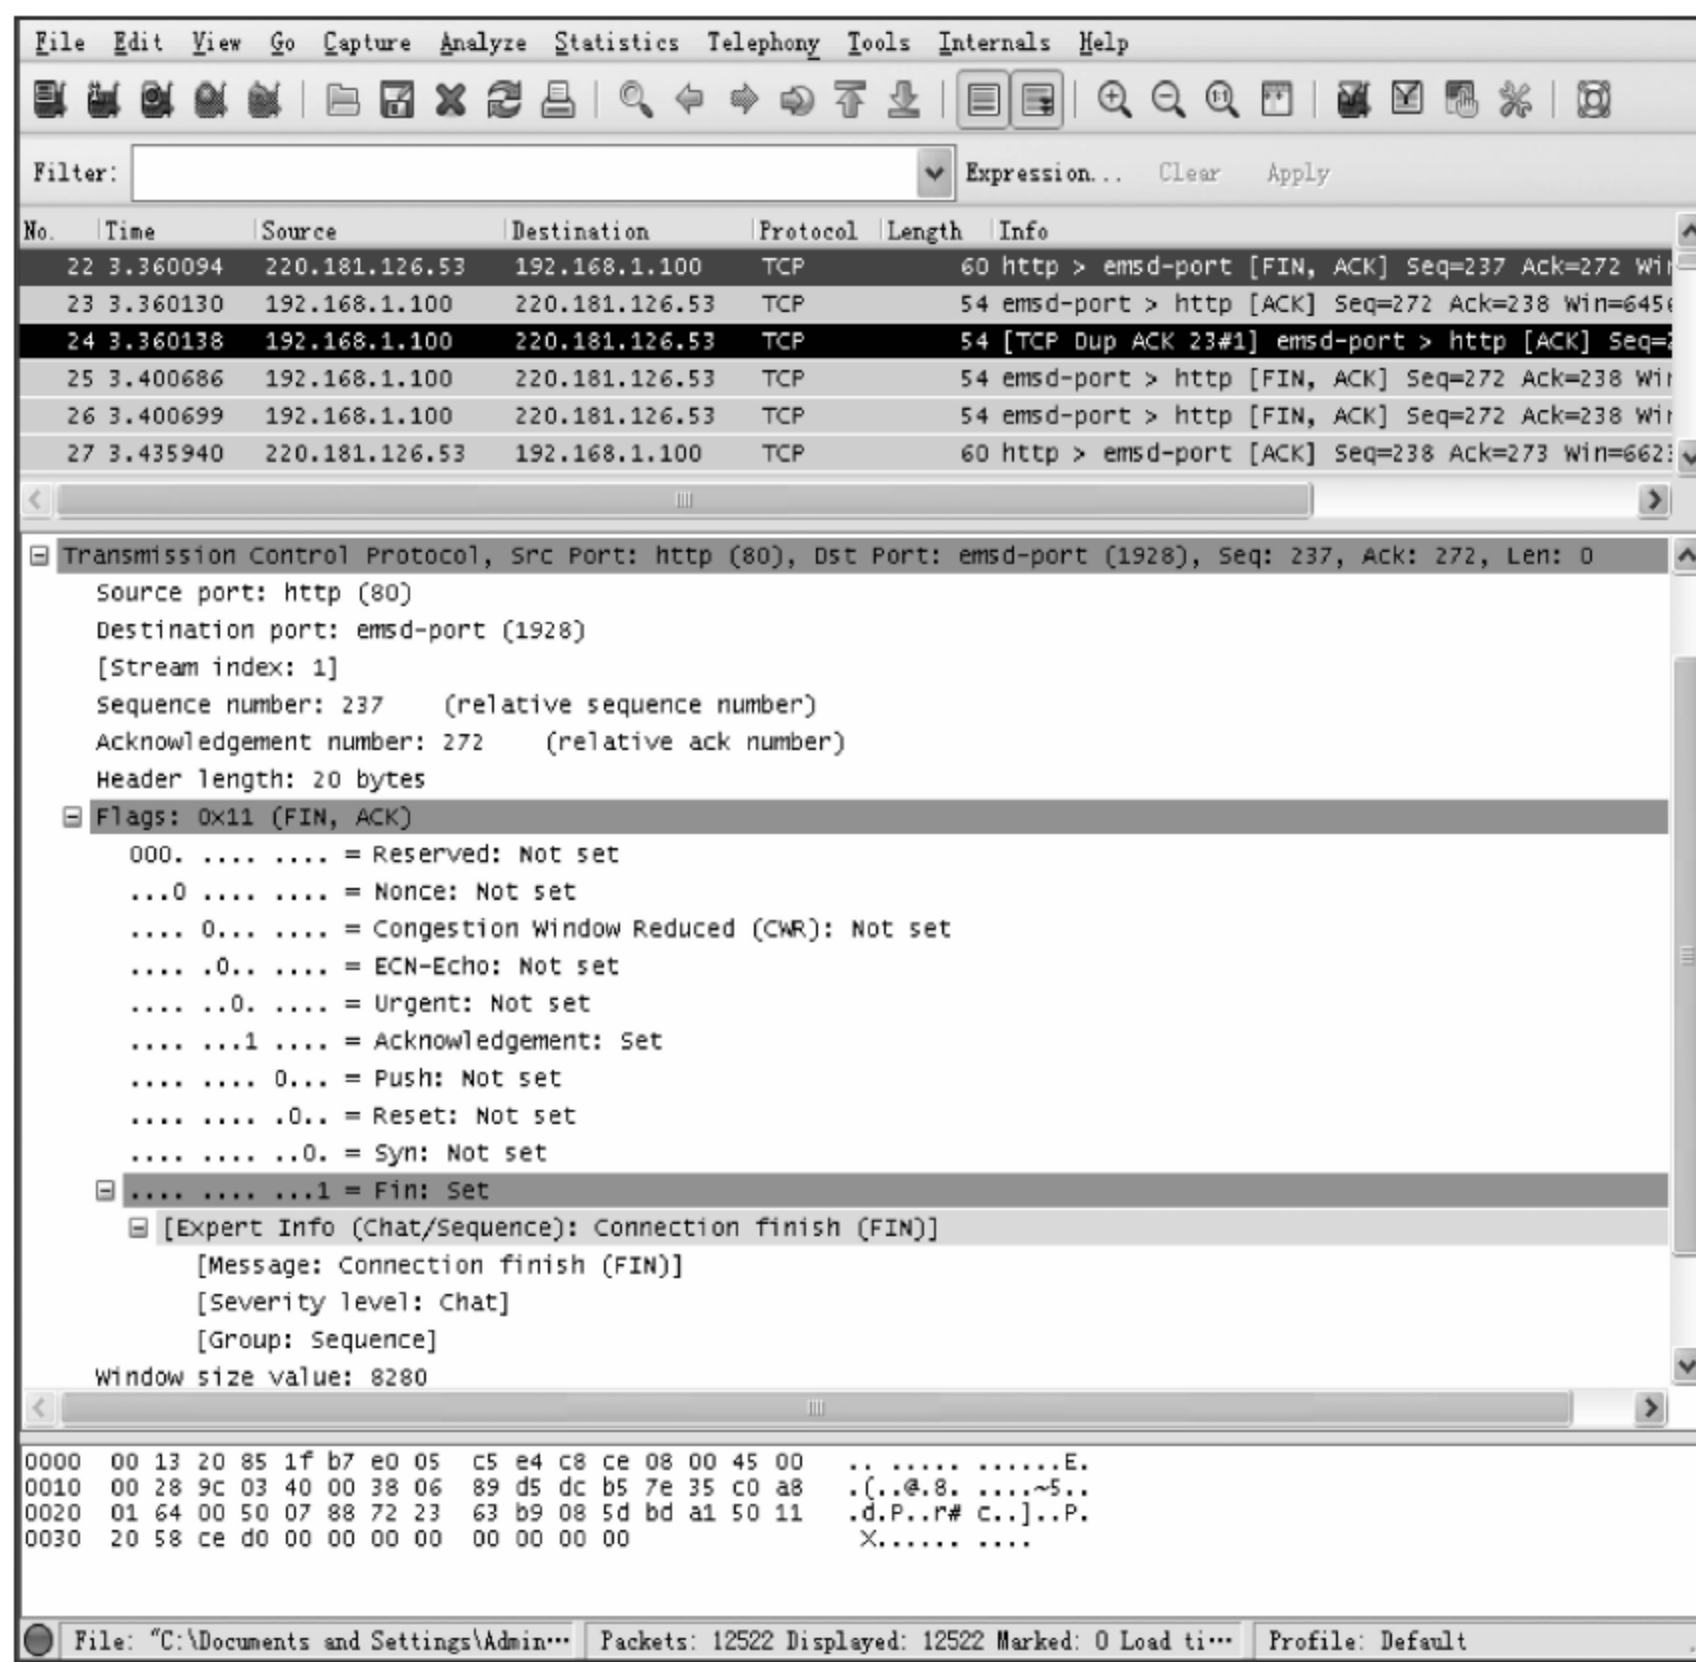 File Edit View Go Capture Analyze Statistics Telephony Tools Internals Help
Filter: Expression... Clear Apply
No. Time Source Destination Protocol Length Info
22 3.360094 220.181.126.53 192.168.1.100 TCP 60 http > emsd-port [FIN, ACK] Seq=237 Ack=272
23 3.360130 192.168.1.100 220.181.126.53 TCP 54 emsd-port > http [ACK] Seq=272 Ack=238
24 3.360138 192.168.1.100 220.181.126.53 TCP 54 [TCP Dup ACK 23#1] emsd-port > http [ACK]
25 3.400686 192.168.1.100 220.181.126.53 TCP 54 emsd-port > http [FIN, ACK] Seq=272 Ack=238
26 3.400699 192.168.1.100 220.181.126.53 TCP 54 emsd-port > http [FIN, ACK] Seq=272 Ack=238
27 3.435940 220.181.126.53 192.168.1.100 TCP 60 http > emsd-port [ACK] Seq=238 Ack=273
Transmission Control Protocol, Src Port: http (80), Dst Port: emsd-port (1928), Seq: 237, Ack: 272, Len: 0
Source port: http (80)
Destination port: emsd-port (1928)
[Stream index: 1]
Sequence number: 237 (relative sequence number)
Acknowledgement number: 272 (relative ack number)
Header length: 20 bytes
Flags: 0x11 (FIN, ACK)
000. .... .... = Reserved: Not set
...0 .... .... = Nonce: Not set
.... 0... .... = Congestion Window Reduced (CWR): Not set
.... .0.. .... = ECN-Echo: Not set
.... ..0. .... = Urgent: Not set
.... ...1 .... = Acknowledgement: Set
.... .... 0... = Push: Not set
.... .... .0.. = Reset: Not set
.... .... ..0. = Syn: Not set
.... .... ...1 = Fin: Set
[Expert Info (Chat/Sequence): Connection finish (FIN)]
[Message: Connection finish (FIN)]
[Severity level: Chat]
[Group: Sequence]
Window size value: 8280
0000 00 13 20 85 1f b7 e0 05 c5 e4 c8 ce 08 00 45 00 .. ..... ......E.
0010 00 28 9c 03 40 00 38 06 89 d5 dc b5 7e 35 c0 a8 .(..@.8. ....~5..
0020 01 64 00 50 07 88 72 23 63 b9 08 5d bd a1 50 11 .d.P..r# c..]..P.
0030 20 58 ce d0 00 00 00 00 00 00 00 00 X...... ....
File: "C:\Documents and Settings\Admin… Packets: 12522 Displayed: 12522 Marked: 0 Load ti… Profile: Default